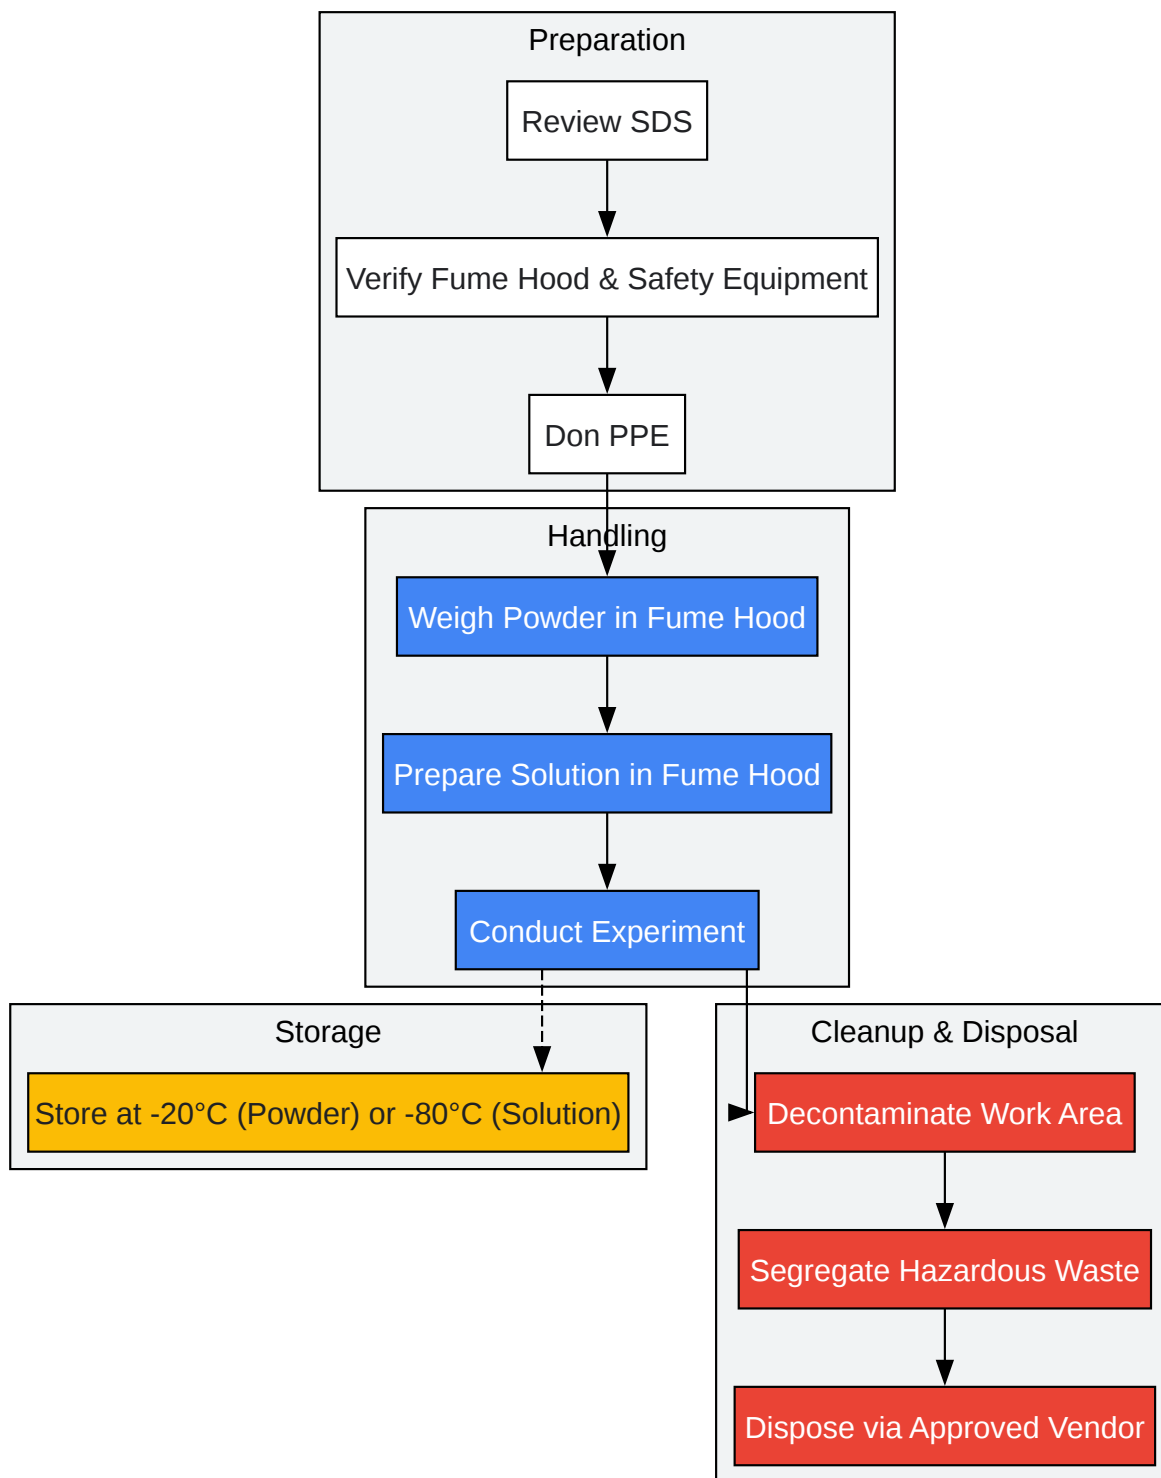 Preparation
Review SDS
Verify Fume Hood & Safety Equipment
Don PPE
Handling
Weigh Powder in Fume Hood
Prepare Solution in Fume Hood
Conduct Experiment
Storage
Store at -20°C (Powder) or -80°C (Solution)
Cleanup & Disposal
Decontaminate Work Area
Segregate Hazardous Waste
Dispose via Approved Vendor